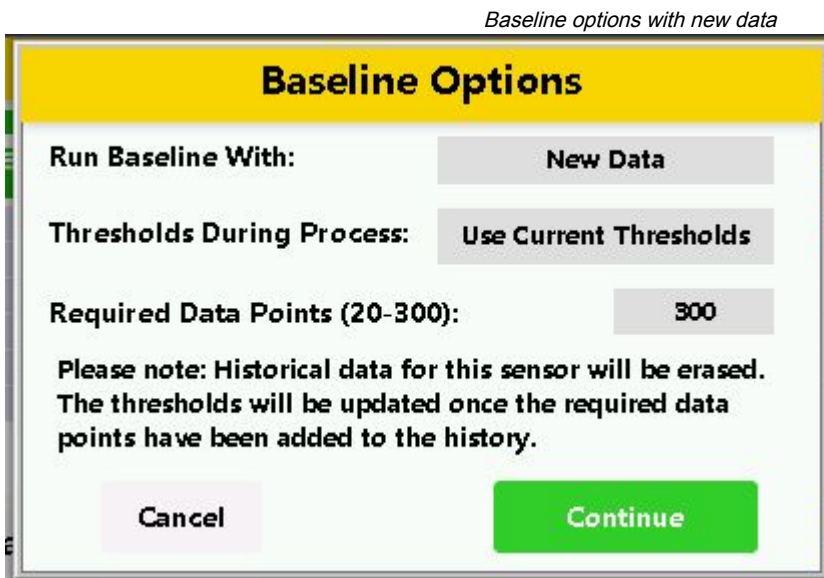 Baseline options with new data
Baseline Options
Run Baseline With: New Data
Thresholds During Process: Use Current Thresholds
Required Data Points (20-300): 300
Please note: Historical data for this sensor will be erased.
The thresholds will be updated once the required data
points have been added to the history.
Cancel Continue